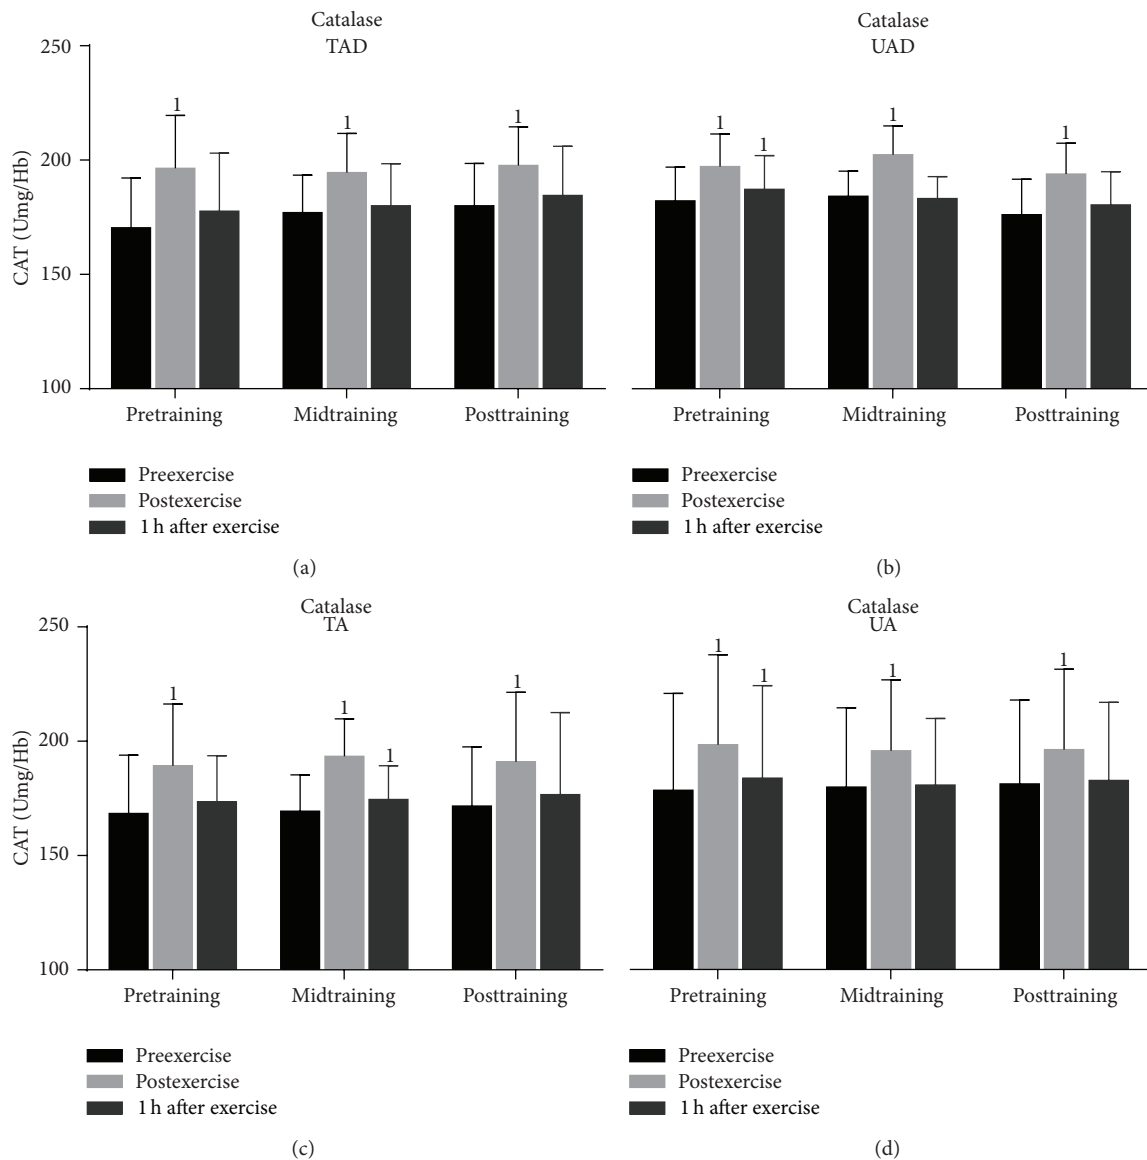 Catalase
TAD
250
200
150
100
CAT (Umg/Hb)
1
1
1
Pretraining
Midtraining
Posttraining
Preexercise
Postexercise
1 h after exercise
(a)
Catalase
UAD
1
1
1
1
Pretraining
Midtraining
Posttraining
Preexercise
Postexercise
1 h after exercise
(b)
Catalase
TA
250
200
150
100
CAT (Umg/Hb)
1
1
1
1
Pretraining
Midtraining
Posttraining
Preexercise
Postexercise
1 h after exercise
(c)
Catalase
UA
1
1
1
1
Pretraining
Midtraining
Posttraining
Preexercise
Postexercise
1 h after exercise
(d)